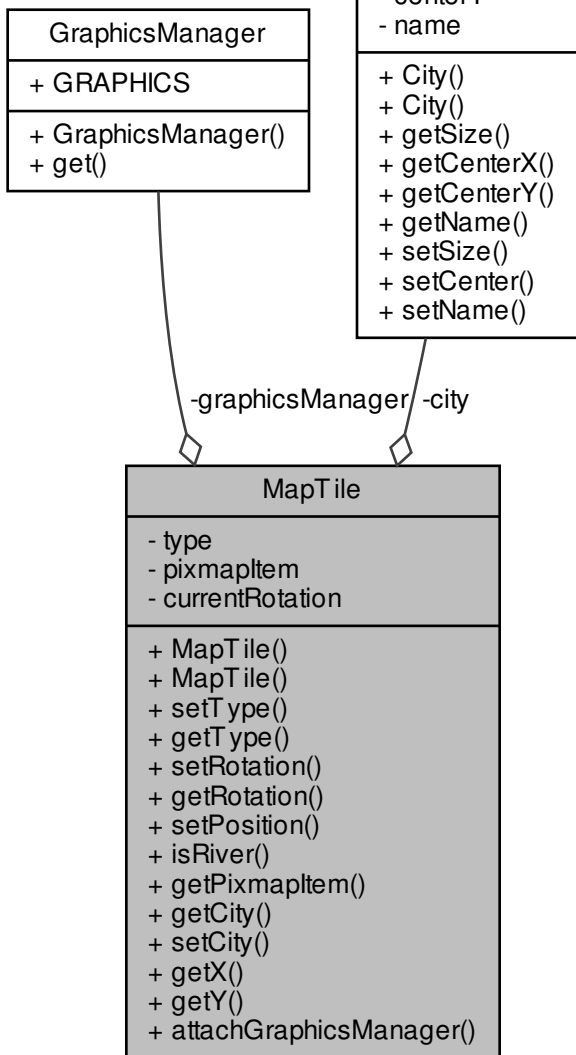 GraphicsManager
+ GRAPHICS
+ GraphicsManager()
+ get()
- name
+ City()
+ City()
+ getSize()
+ getCenterX()
+ getCenterY()
+ getName()
+ setSize()
+ setCenter()
+ setName()
-graphicsManager
-city
MapTile
- type
- pixmapItem
- currentRotation
+ MapTile()
+ MapTile()
+ setType()
+ getType()
+ setRotation()
+ getRotation()
+ setPosition()
+ isRiver()
+ getPixmapItem()
+ getCity()
+ setCity()
+ getX()
+ getY()
+ attachGraphicsManager()